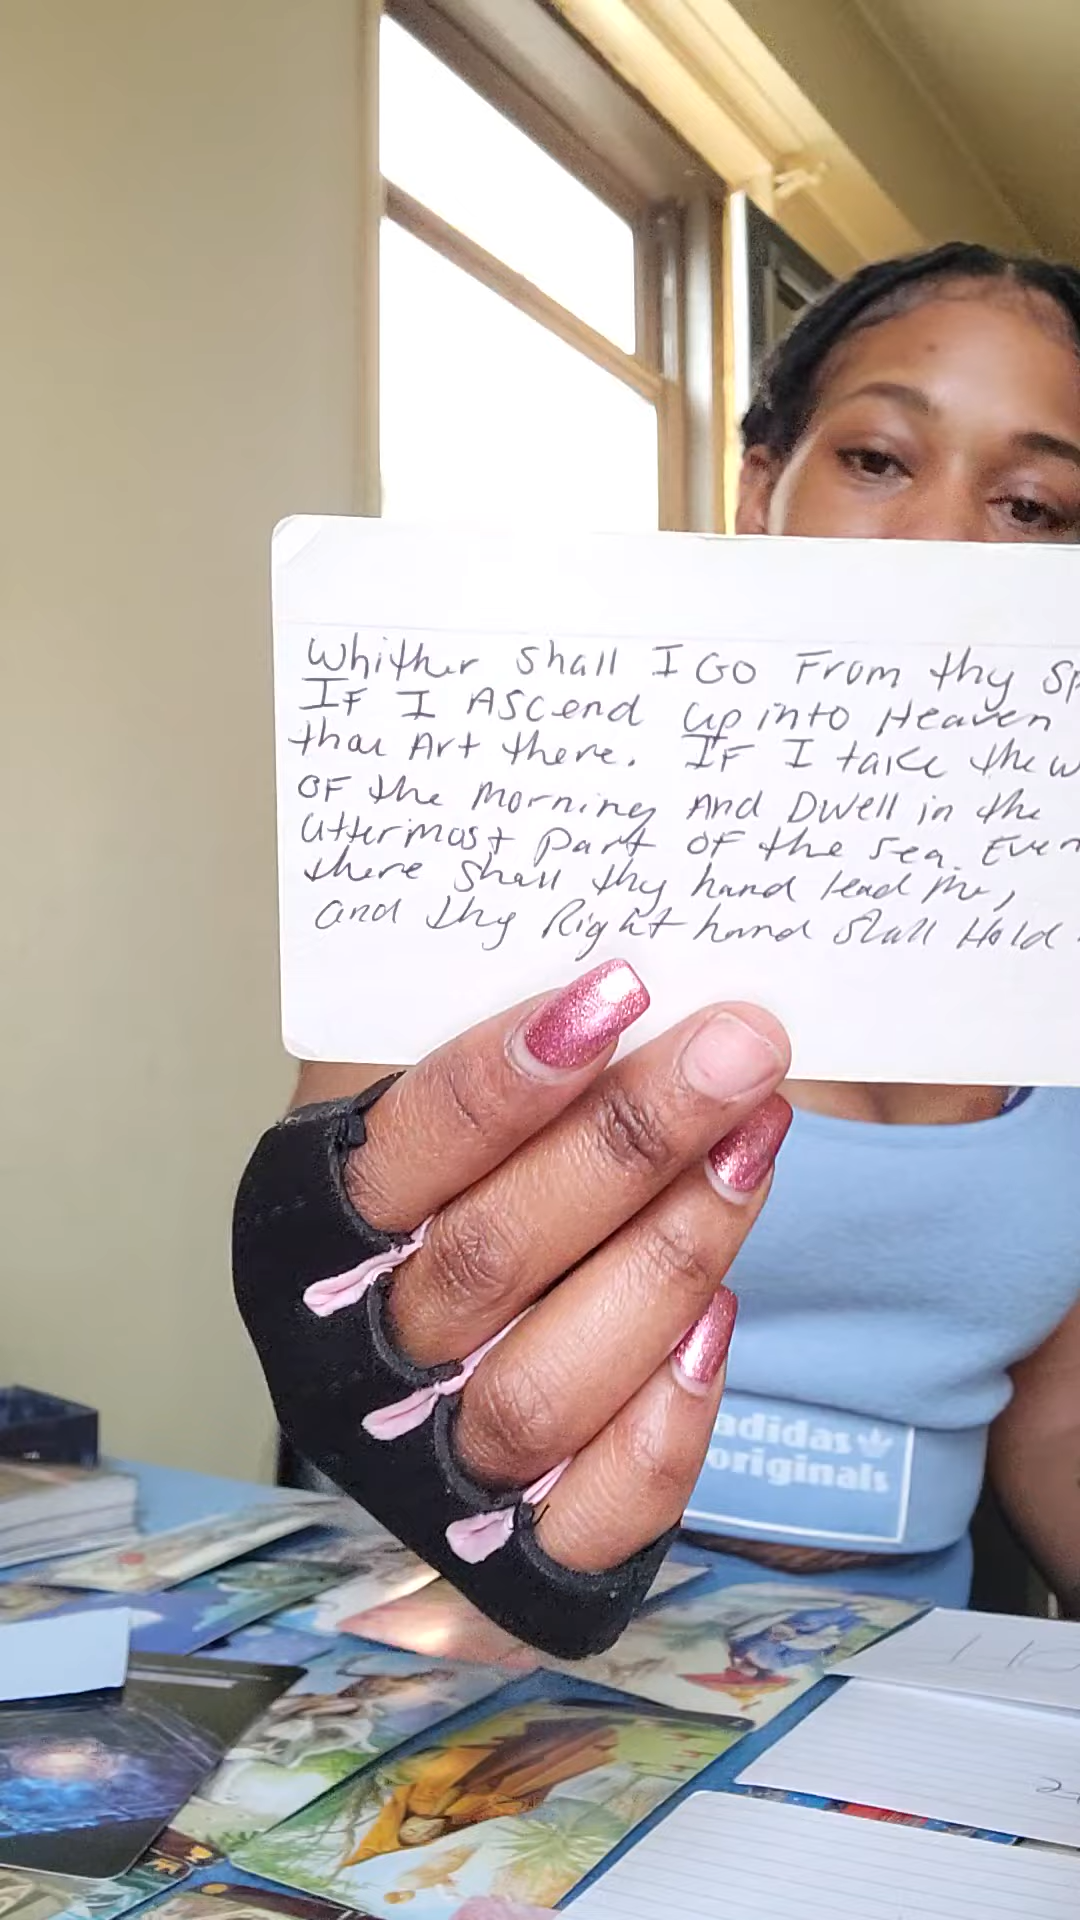 Whither shall I Go From thy Sp
IF I Ascend up into Heaven
thou Art there. IF I take the w
OF the morning And Dwell in the
uttermost part OF the sea. Even
there shall thy hand lead me,
and thy Right hand shall Hold
adidas
originals